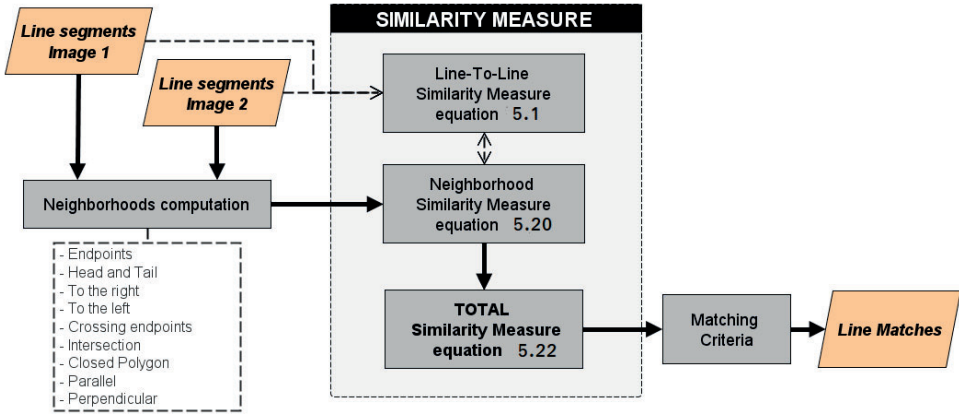 SIMILARITY MEASURE
Line segments
Image 1
Line segments
Image 2
Line-To-Line
Similarity Measure
equation 5.1
Neighborhoods computation
Neighborhood
Similarity Measure
equation 5.20
- Endpoints
- Head and Tail
- To the right
- To the left
- Crossing endpoints
- Intersection
- Closed Polygon
- Parallel
- Perpendicular
TOTAL
Similarity Measure
equation 5.22
Matching
Criteria
Line Matches